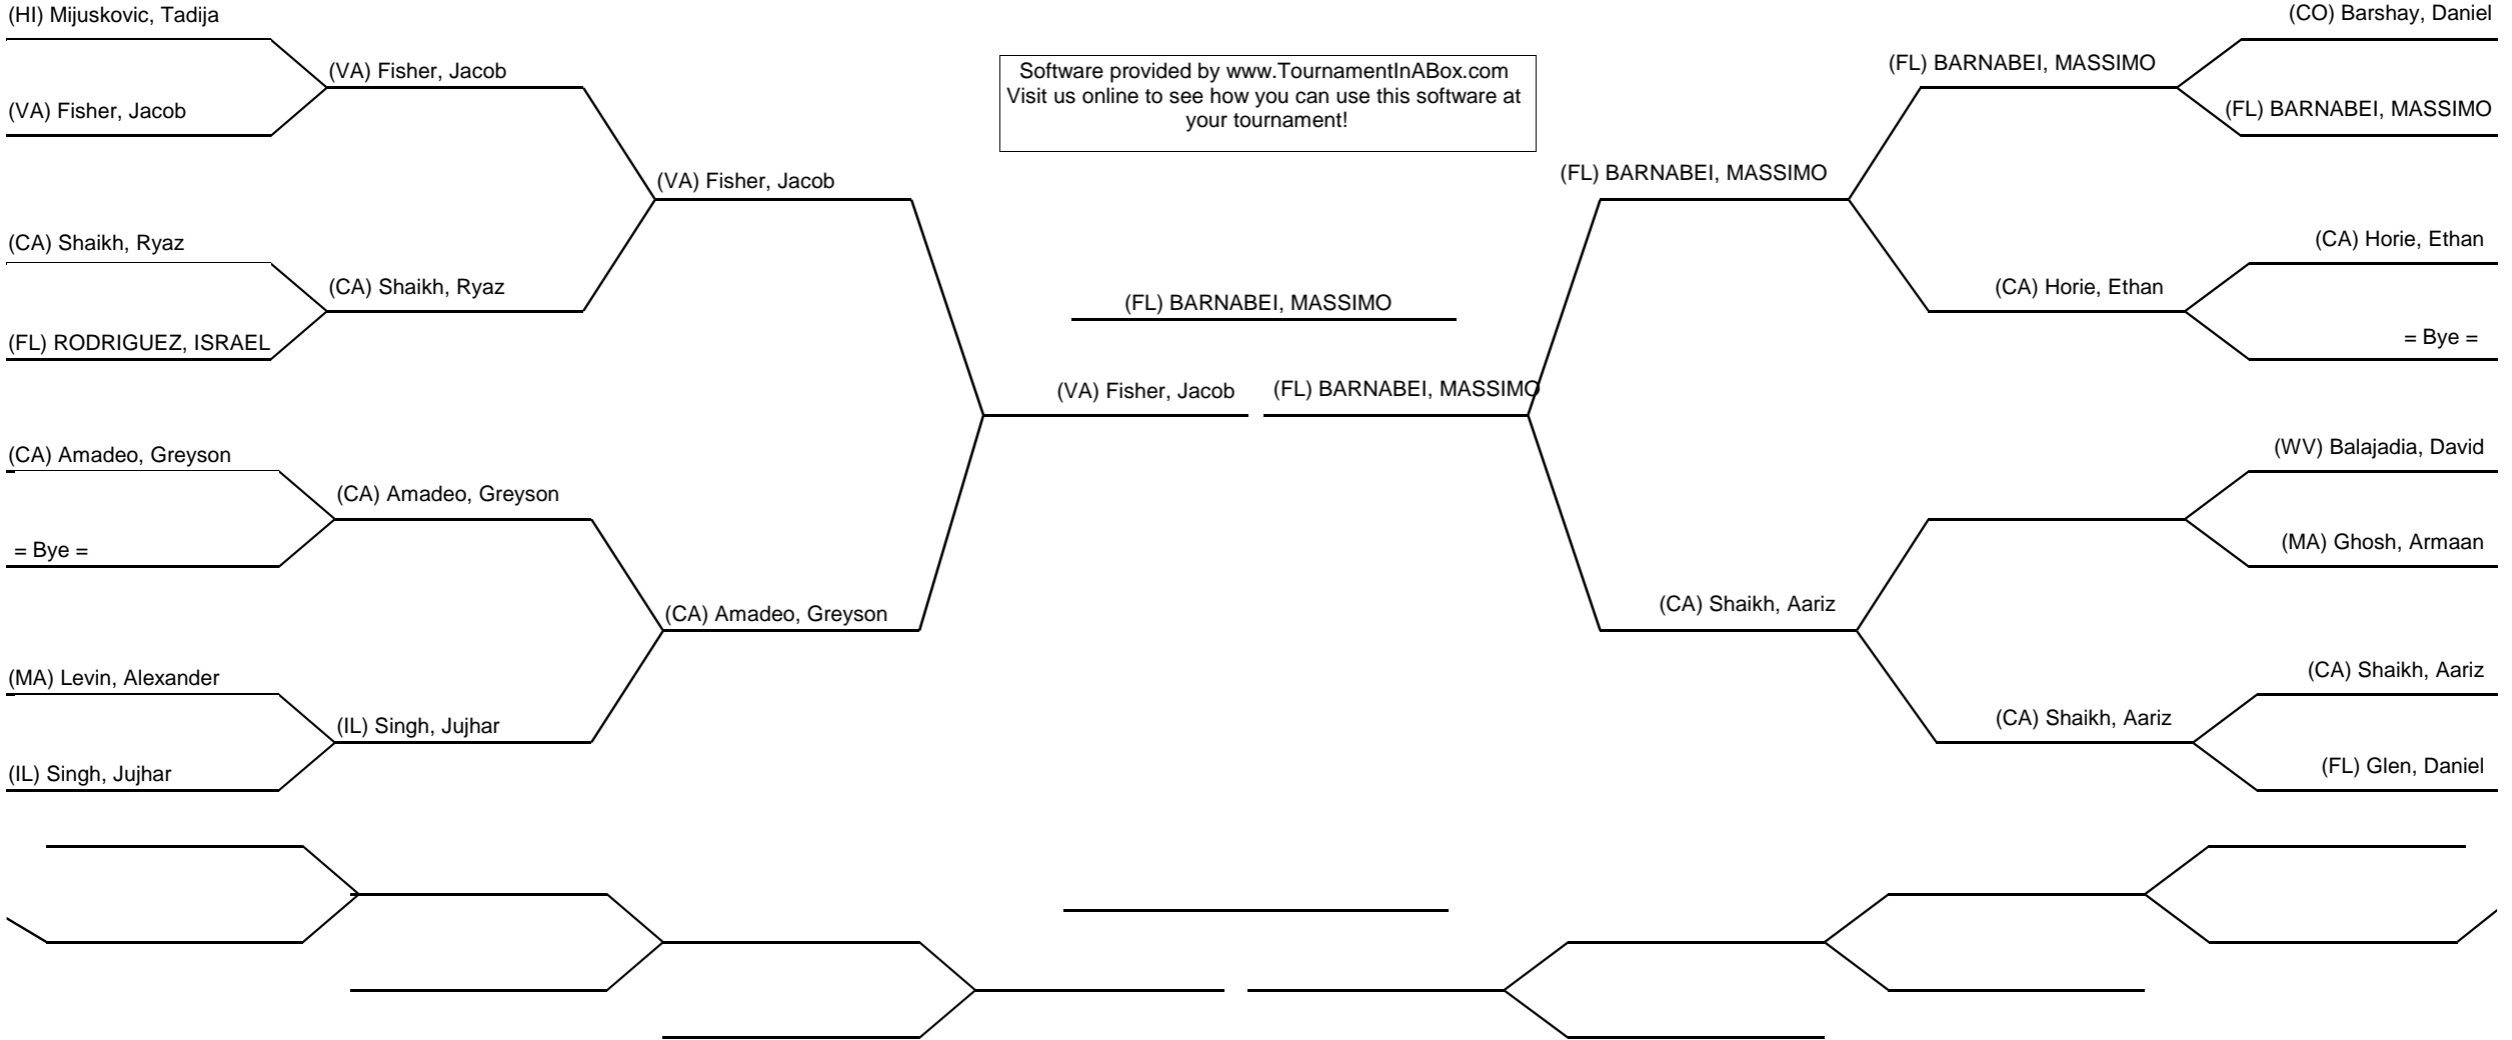 (HI) Mijuskovic, Tadija
(VA) Fisher, Jacob
(VA) Fisher, Jacob
(VA) Fisher, Jacob
(CA) Shaikh, Ryaz
(CA) Shaikh, Ryaz
(FL) RODRIGUEZ, ISRAEL
(CA) Amadeo, Greyson
(CA) Amadeo, Greyson
= Bye =
(CA) Amadeo, Greyson
(MA) Levin, Alexander
(IL) Singh, Jujhar
(IL) Singh, Jujhar
Software provided by www.TournamentInABox.com
Visit us online to see how you can use this software at
your tournament!
(FL) BARNABEI, MASSIMO
(VA) Fisher, Jacob
(FL) BARNABEI, MASSIMO
(CO) Barshay, Daniel
(FL) BARNABEI, MASSIMO
(FL) BARNABEI, MASSIMO
(FL) BARNABEI, MASSIMO
(CA) Horie, Ethan
(CA) Horie, Ethan
= Bye =
(WV) Balajadia, David
(MA) Ghosh, Armaan
(CA) Shaikh, Aariz
(CA) Shaikh, Aariz
(CA) Shaikh, Aariz
(FL) Glen, Daniel